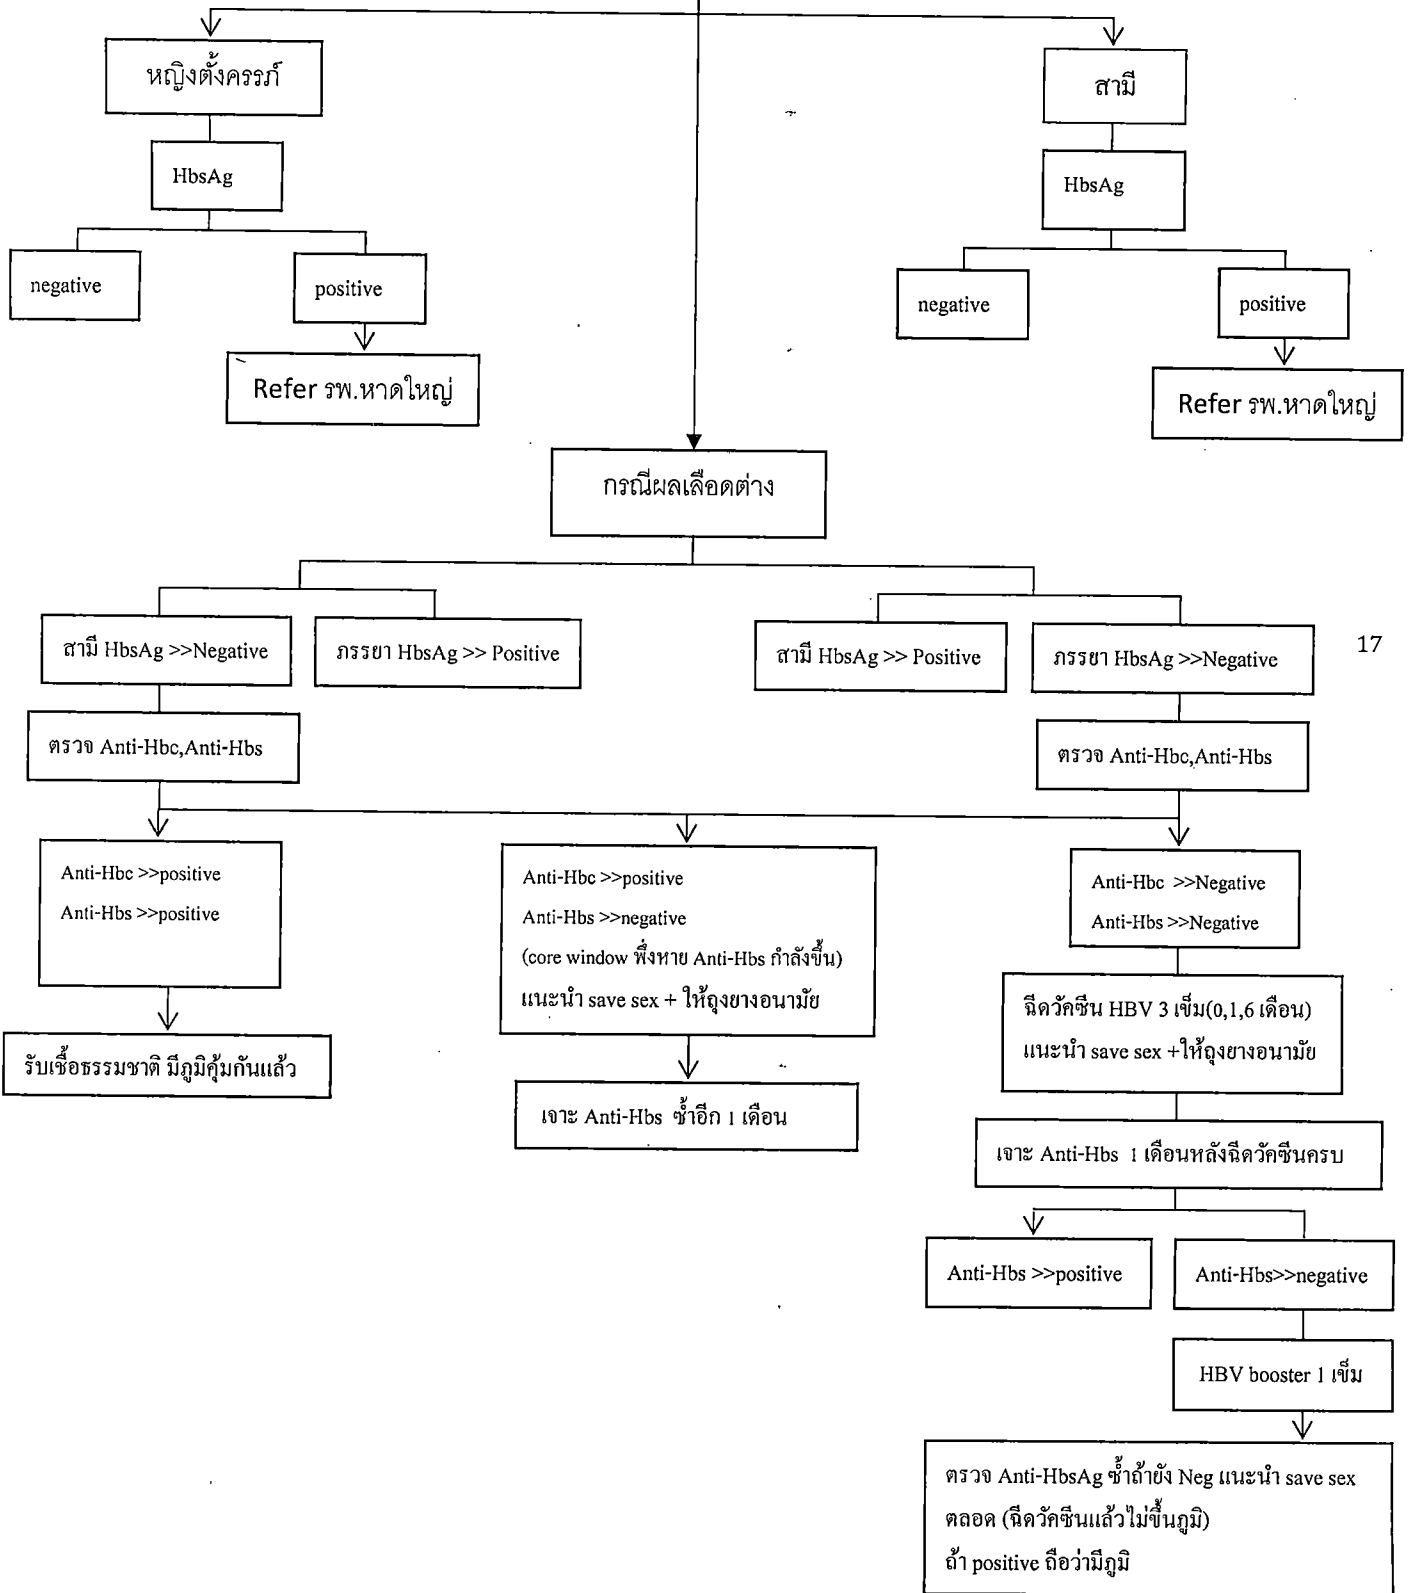 หญิงตั้งครรภ์
สามี
HbsAg
HbsAg
negative
positive
negative
positive
Refer รพ.หาดใหญ่
Refer รพ.หาดใหญ่
กรณีผลเลือดต่าง
สามี HbsAg >>Negative
ภรรยา HbsAg >> Positive
สามี HbsAg >> Positive
ภรรยา HbsAg >>Negative
17
ตรวจ Anti-Hbc,Anti-Hbs
ตรวจ Anti-Hbc,Anti-Hbs
Anti-Hbc >>positive
Anti-Hbs >>positive
Anti-Hbc >>positive
Anti-Hbs >>negative
(core window พึ่งหาย Anti-Hbs กำลังขึ้น)
แนะนำ save sex + ให้ถุงยางอนามัย
Anti-Hbc >>Negative
Anti-Hbs >>Negative
ฉีดวัคซีน HBV 3 เข็ม(0,1,6 เดือน)
แนะนำ save sex +ให้ถุงยางอนามัย
รับเชื้อธรรมชาติ มีภูมิคุ้มกันแล้ว
เจาะ Anti-Hbs ซ้ำอีก 1 เดือน
เจาะ Anti-Hbs 1 เดือนหลังฉีดวัคซีนครบ
Anti-Hbs >>positive
Anti-Hbs>>negative
HBV booster 1 เข็ม
ตรวจ Anti-HbsAg ซ้ำถ้ายัง Neg แนะนำ save sex
ตลอด (ฉีดวัคซีนแล้วไม่ขึ้นภูมิ)
ถ้า positive ถือว่ามีภูมิ